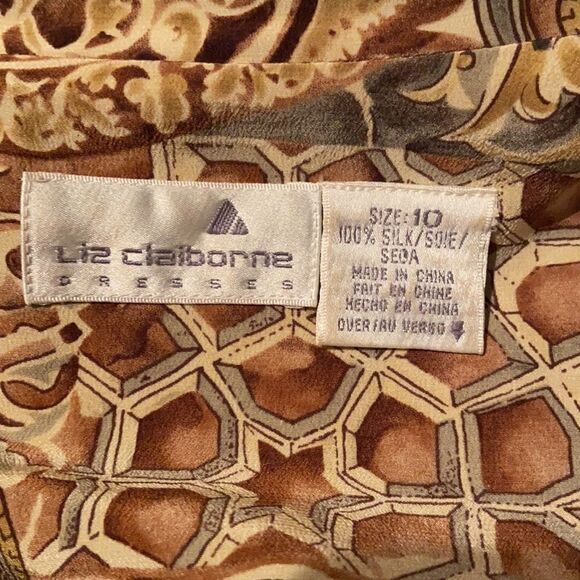 Liz claiborne
DRESSES
SIZE: 10
100% SILK/SOIE/
SEDA
MADE IN CHINA
FAIT EN CHINE
HECHO EN CHINA
OVER/AU VERSO